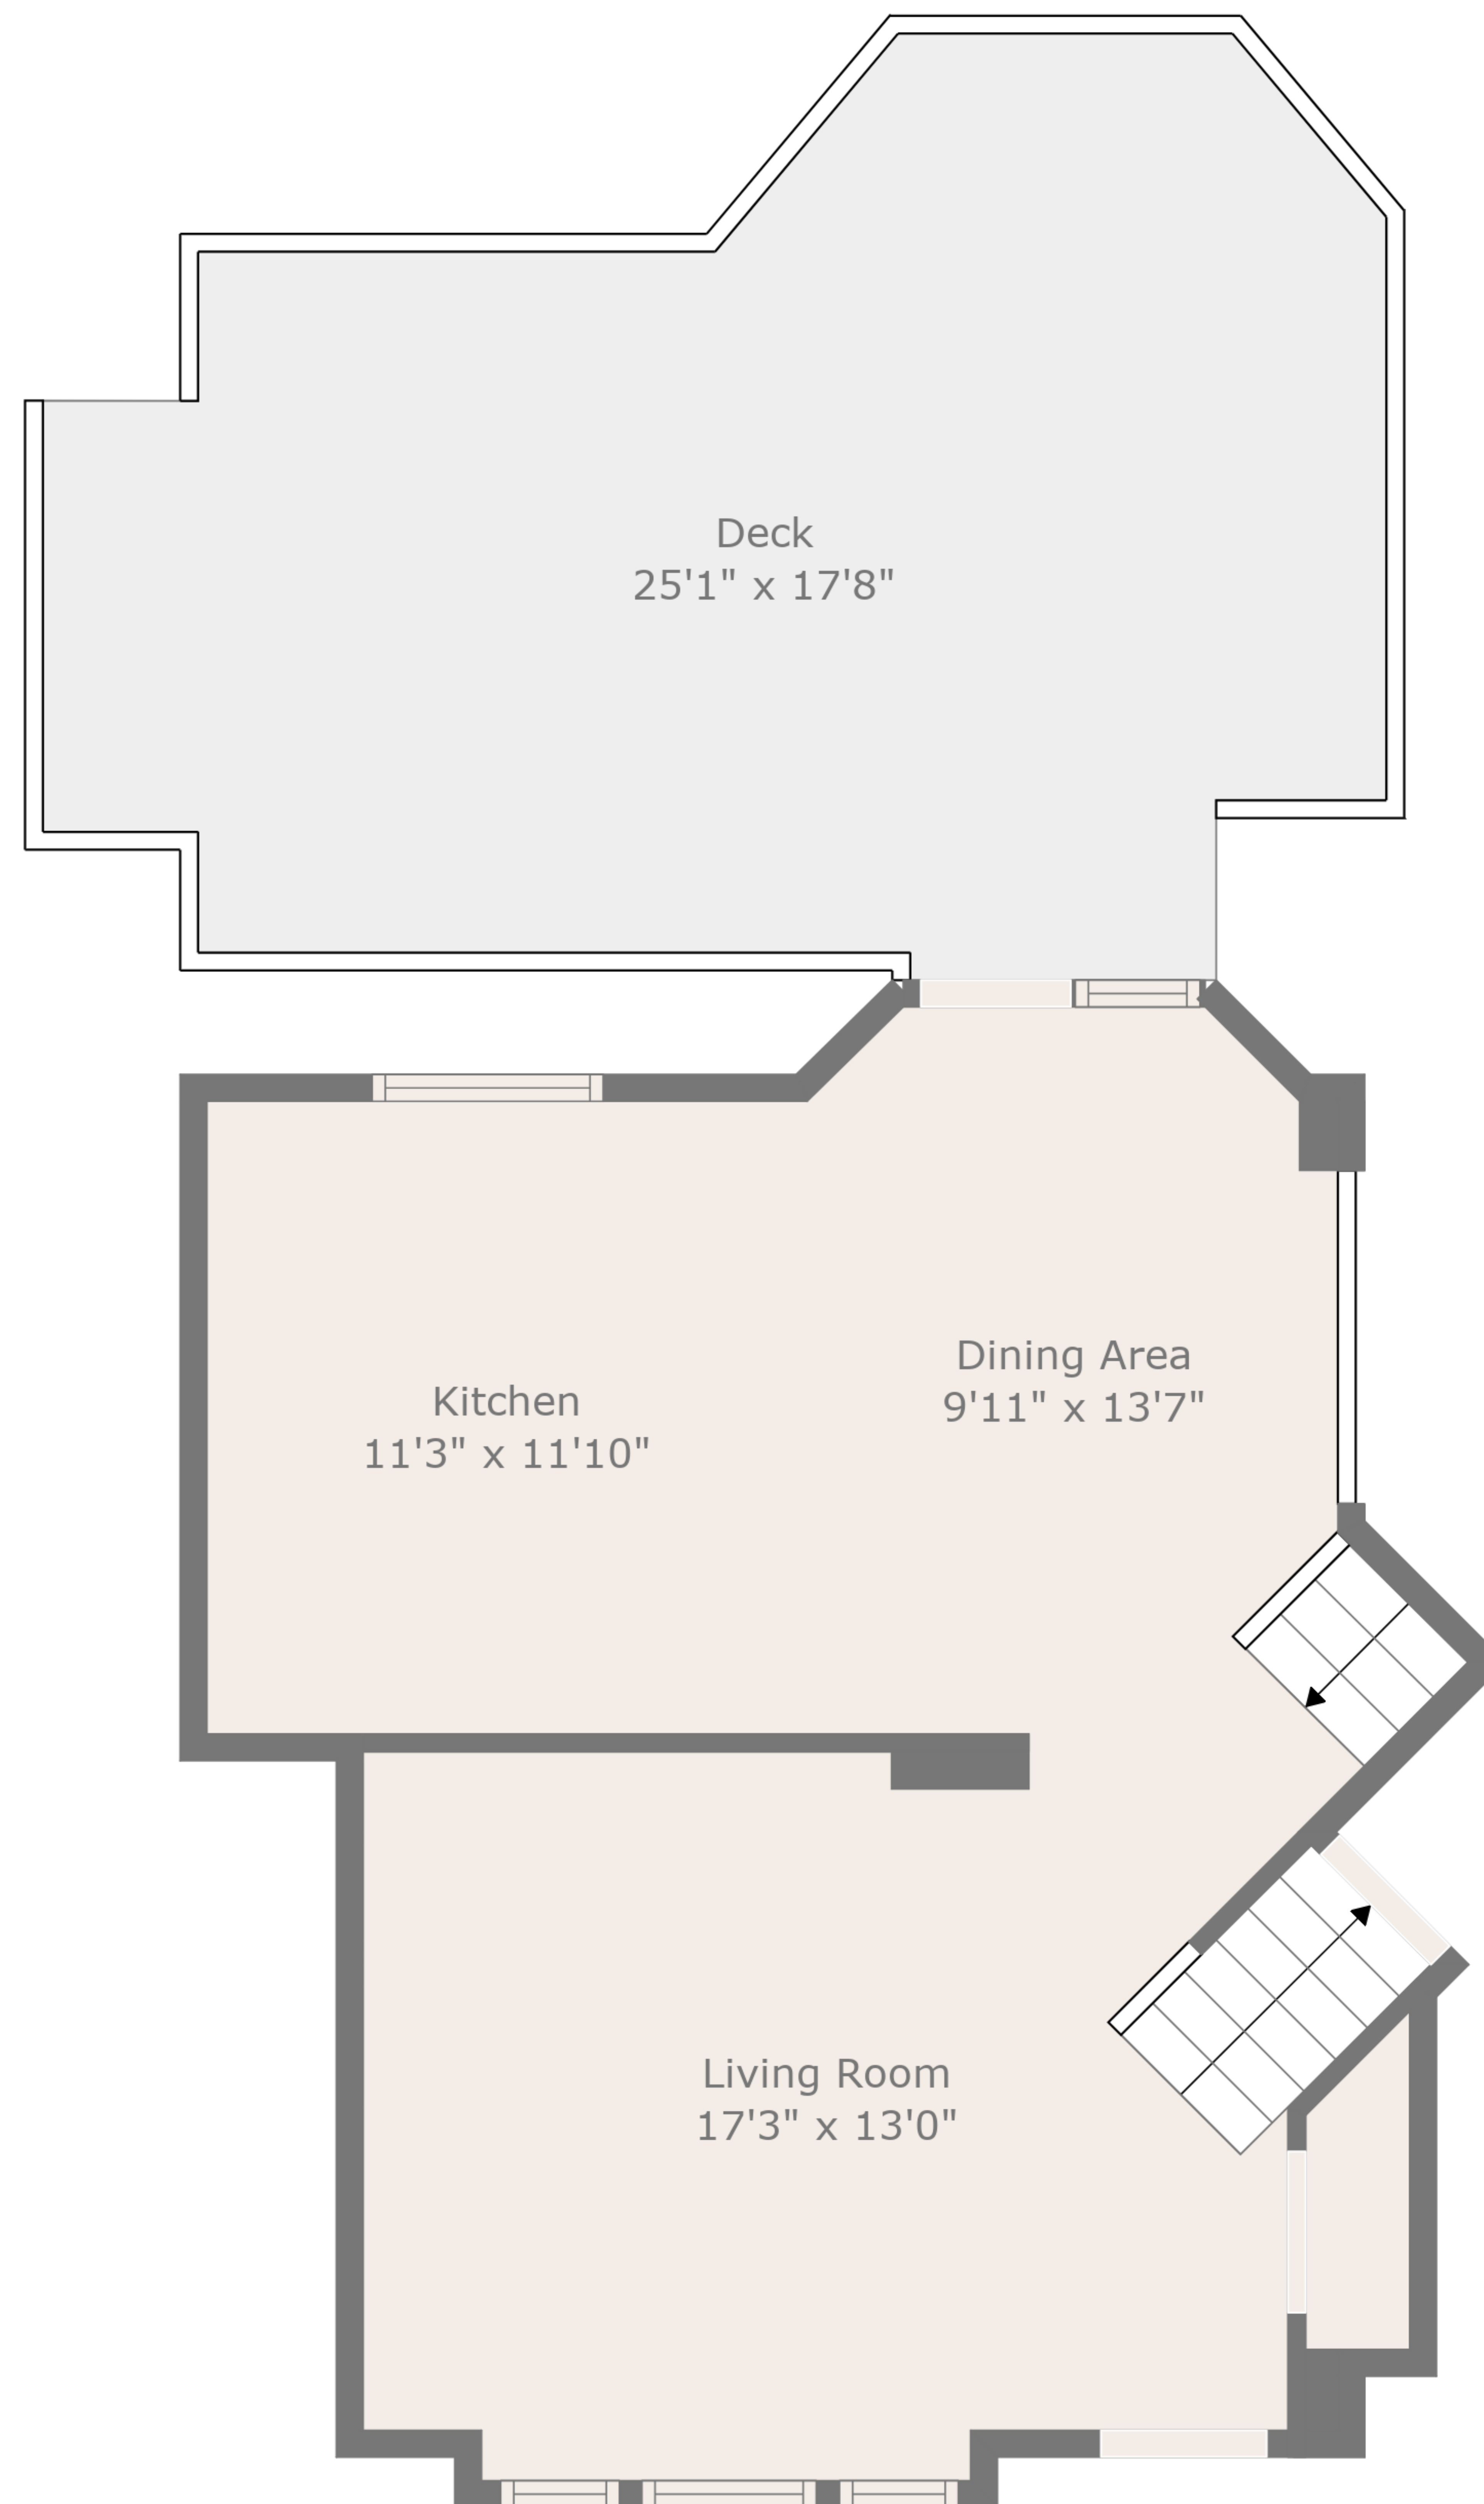 Deck
25'1" x 17'8"
Dining Area
9'11" x 13'7"
Kitchen
11'3" x 11'10"
Living Room
17'3" x 13'0"